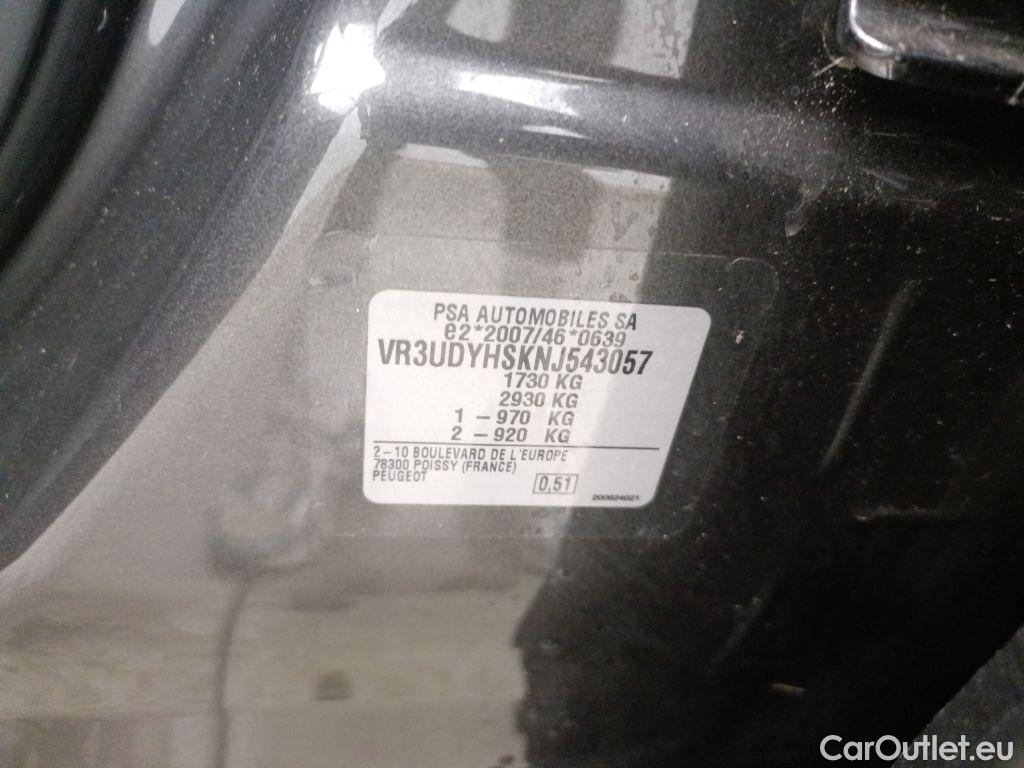 PSA AUTOMOBILES SA
e2*2007/46*0639
VR3UDYHSKNJ543057
1730 KG
2930 KG
1 – 970 KG
2 – 920 KG
2–10 BOULEVARD DE L'EUROPE
78300 POISSY (FRANCE)
PEUGEOT
0,51
200624021
CarOutlet.eu